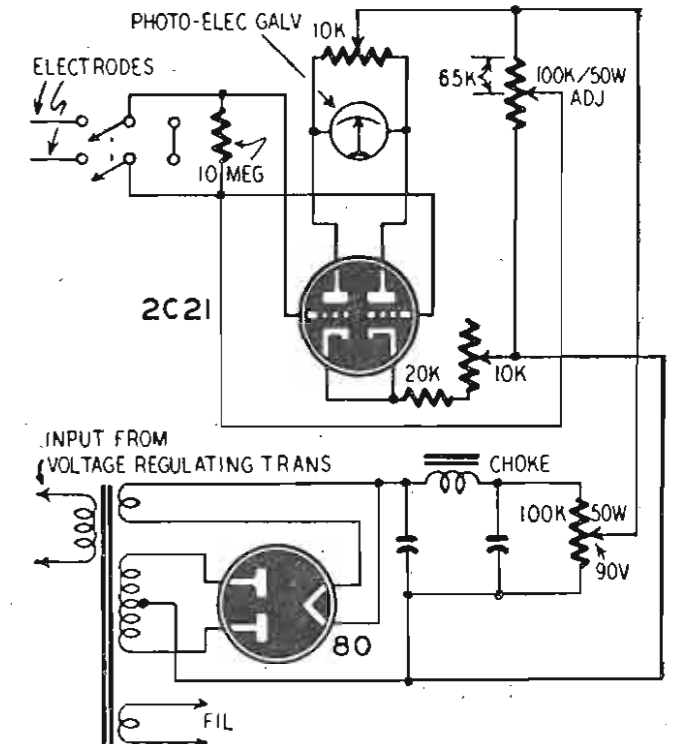 PHOTO-ELEC GALV
10K
ELECTRODES
65K
100K/50W
ADJ
10 MEG
2C21
20K
10K
INPUT FROM
VOLTAGE REGULATING TRANS
CHOKE
100K 50W
90V
80
FIL